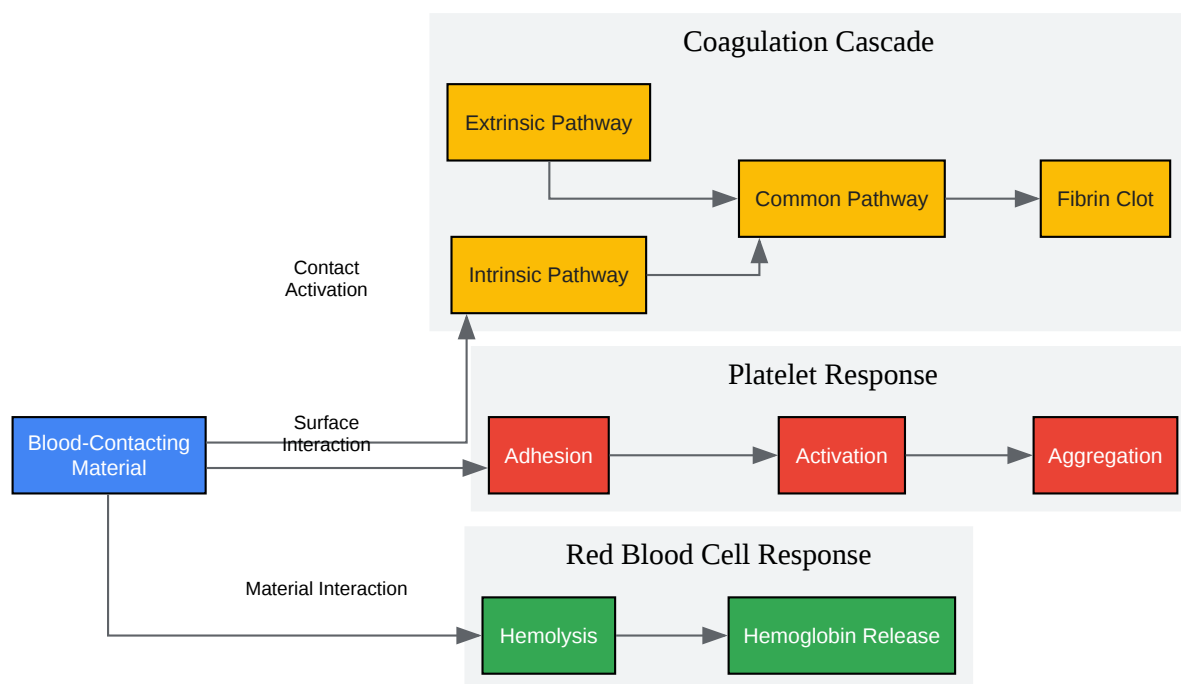 Coagulation Cascade
Extrinsic Pathway
Common Pathway
Fibrin Clot
Intrinsic Pathway
Contact
Activation
Platelet Response
Surface
Interaction
Blood-Contacting
Material
Adhesion
Activation
Aggregation
Red Blood Cell Response
Material Interaction
Hemolysis
Hemoglobin Release